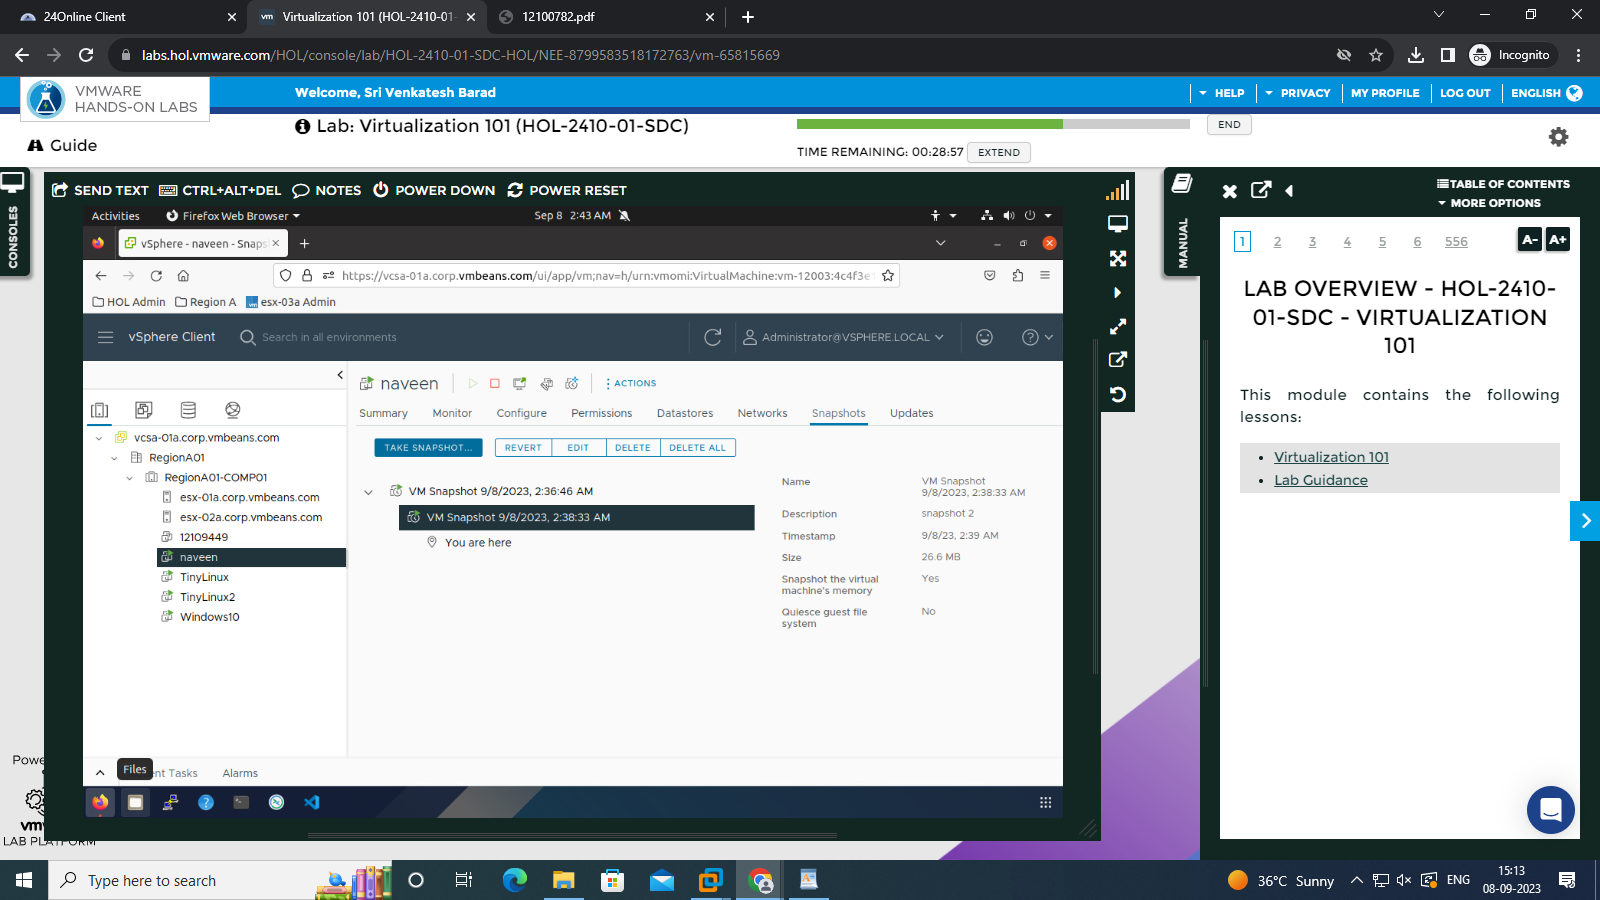 24Online Client
vm Virtualization 101 (HOL-2410-01-
12100782.pdf
labs.hol.vmware.com/HOL/console/lab/HOL-2410-01-SDC-HOL/NEE-8799583518172763/vm-65815669
Incognito
VMWARE
HANDS-ON LABS
Welcome, Sri Venkatesh Barad
HELP
PRIVACY
MY PROFILE
LOG OUT
ENGLISH
Lab: Virtualization 101 (HOL-2410-01-SDC)
END
Guide
TIME REMAINING: 00:28:57
EXTEND
CONSOLES
SEND TEXT
CTRL+ALT+DEL
NOTES
POWER DOWN
POWER RESET
Activities
Firefox Web Browser
Sep 8 2:43 AM
vSphere - naveen - Snaps
https://vcsa-01a.corp.vmbeans.com/ui/app/vm;nav=h/urn:vmomi:VirtualMachine:vm-12003:4c4f3e
HOL Admin
Region A
esx-03a Admin
vSphere Client
Search in all environments
Administrator@VSPHERE.LOCAL
naveen
ACTIONS
Summary
Monitor
Configure
Permissions
Datastores
Networks
Snapshots
Updates
vcsa-01a.corp.vmbeans.com
RegionA01
RegionA01-COMP01
esx-01a.corp.vmbeans.com
esx-02a.corp.vmbeans.com
12109449
naveen
TinyLinux
TinyLinux2
Windows10
TAKE SNAPSHOT...
REVERT
EDIT
DELETE
DELETE ALL
VM Snapshot 9/8/2023, 2:36:46 AM
VM Snapshot 9/8/2023, 2:38:33 AM
You are here
Name VM Snapshot
9/8/2023, 2:38:33 AM
Description snapshot 2
Timestamp 9/8/23, 2:39 AM
Size 26.6 MB
Snapshot the virtual Yes
machine's memory
Quiesce guest file No
system
Files
ent Tasks
Alarms
MANUAL
TABLE OF CONTENTS
MORE OPTIONS
1 2 3 4 5 6 556
A- A+
LAB OVERVIEW - HOL-2410-
01-SDC - VIRTUALIZATION
101
This module contains the following
lessons:
• Virtualization 101
• Lab Guidance
Powe
vmv
LAB PLATFORM
Type here to search
36°C Sunny
ENG
15:13
08-09-2023